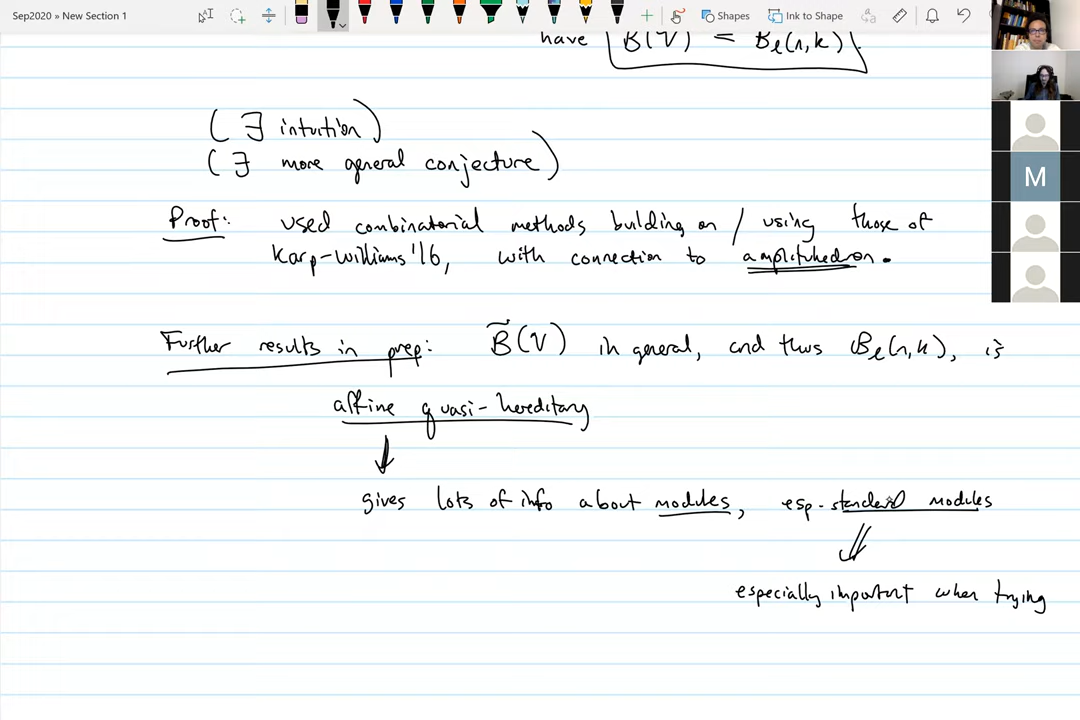 Sep2020 » New Section 1
Shapes
Ink to Shape
have B(V) = Bℓ(n,k).
(∃ intuition)
(∃ more general conjecture)
Proof: used combinatorial methods building on / using those of
Karp-Williams '16, with connection to amplituhedron.
M
Further results in prep: B̃(V) in general, and thus Bℓ(n,k), is
affine quasi-hereditary
gives lots of info about modules, esp. standard modules
especially important when trying